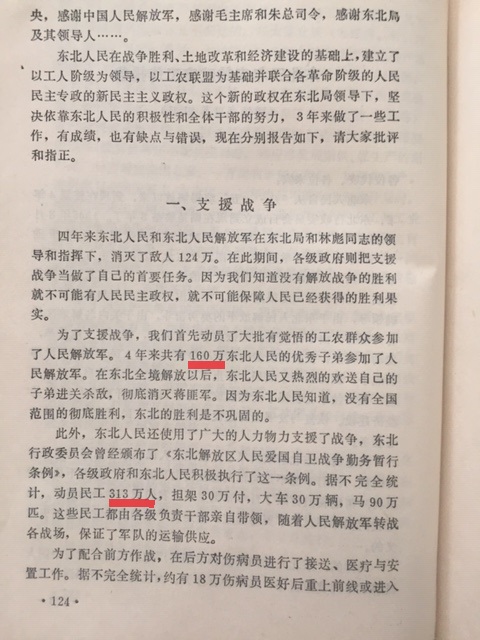 央，感谢中国人民解放军，感谢毛主席和朱总司令，感谢东北局
及其领导人……。
东北人民在战争胜利、土地改革和经济建设的基础上，建立了
以工人阶级为领导，以工农联盟为基础并联合各革命阶级的人民
民主专政的新民主主义政权。这个新的政权在东北局领导下，坚
决依靠东北人民的积极性和全体干部的努力，3年来做了一些工
作，有成绩，也有缺点与错误，现在分别报告如下，请大家批评
和指正。
一、支援战争
四年来东北人民和东北人民解放军在东北局和林彪同志的领
导和指挥下，消灭了敌人124万。在此期间，各级政府则把支援
战争当做了自己的首要任务。因为我们知道没有解放战争的胜利
就不可能有人民民主政权，就不可能保障人民已经获得的胜利果
实。
为了支援战争，我们首先动员了大批有觉悟的工农群众参加
了人民解放军。4年来共有160万东北人民的优秀子弟参加了人
民解放军。在东北全境解放以后，东北人民又热烈的欢送自己的
子弟进关杀敌，彻底消灭蒋匪军。因为东北人民知道，没有全国
范围的彻底胜利，东北的胜利是不巩固的。
此外，东北人民还使用了广大的人力物力支援了战争，东北
行政委员会曾经颁布了《东北解放区人民爱国自卫战争勤务暂行
条例》，各级政府和东北人民积极执行了这一条例。据不完全统
计，动员民工313万人，担架30万付，大车30万辆，马90万
匹。这些民工都由各级负责干部亲自带领，随着人民解放军转战
各战场，保证了军队的运输供应。
为了配合前方作战，在后方对伤病员进行了接送、医疗与安
置工作。据不完全统计，约有18万伤病员医好后重上前线或进入
·124·